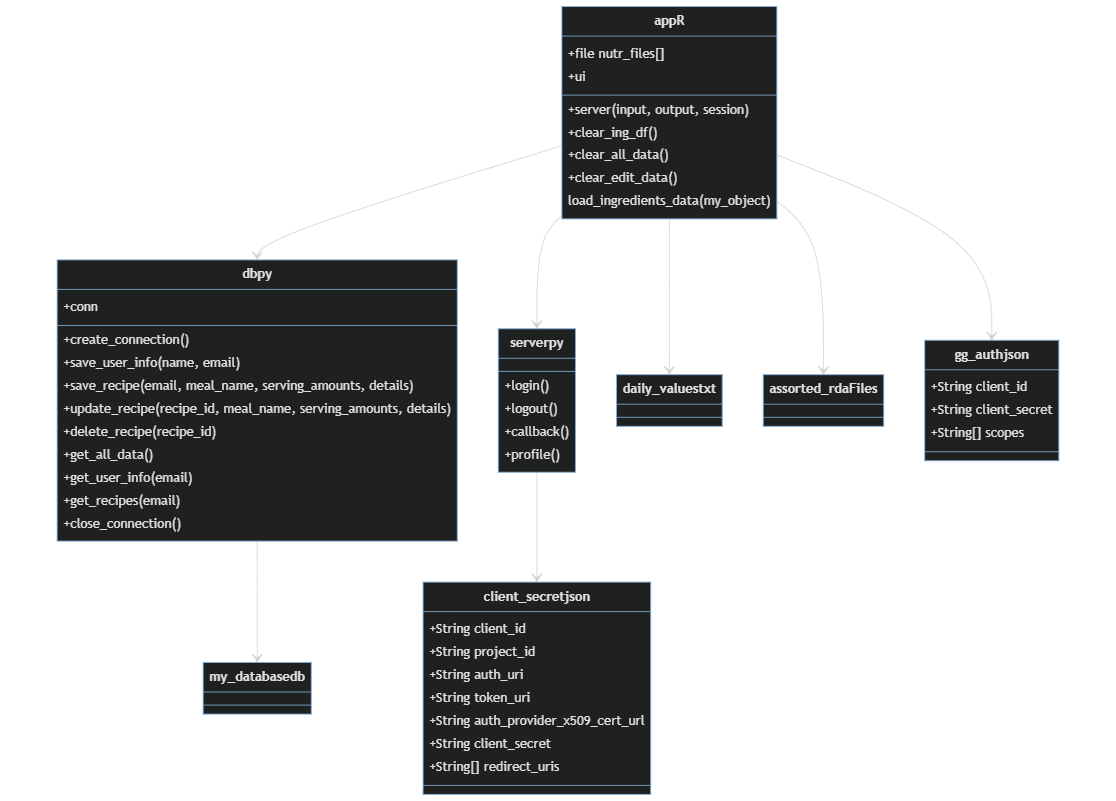 appR
+file nutr_files[]
+ui
+server(input, output, session)
+clear_ing_df()
+clear_all_data()
+clear_edit_data()
load_ingredients_data(my_object)
dbpy
+conn
+create_connection()
+save_user_info(name, email)
+save_recipe(email, meal_name, serving_amounts, details)
+update_recipe(recipe_id, meal_name, serving_amounts, details)
+delete_recipe(recipe_id)
+get_all_data()
+get_user_info(email)
+get_recipes(email)
+close_connection()
serverpy
+login()
+logout()
+callback()
+profile()
daily_valuestxt
assorted_rdaFiles
gg_authjson
+String client_id
+String client_secret
+String[] scopes
my_databasedb
client_secretjson
+String client_id
+String project_id
+String auth_uri
+String token_uri
+String auth_provider_x509_cert_url
+String client_secret
+String[] redirect_uris